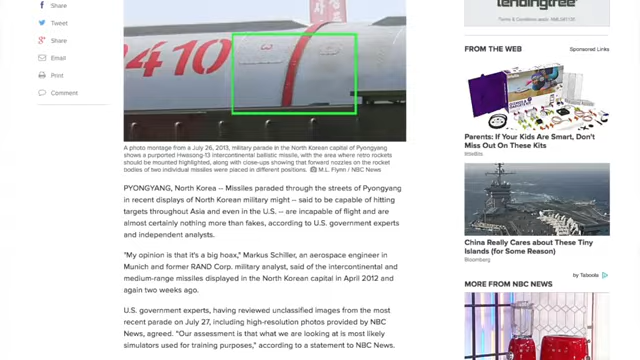 Share
Tweet
Share
Email
Print
Comment
2410
A photo montage from a July 26, 2013, military parade in the North Korean capital of Pyongyang
shows a purported Hwasong-13 intercontinental ballistic missile, with the area where retro rockets
should be mounted highlighted, along with close-ups showing that forward nozzles on the rocket
bodies of two individual missiles were placed in different positions. M.L. Flynn / NBC News
PYONGYANG, North Korea -- Missiles paraded through the streets of Pyongyang
in recent displays of North Korean military might -- said to be capable of hitting
targets throughout Asia and even in the U.S. -- are incapable of flight and are
almost certainly nothing more than fakes, according to U.S. government experts
and independent analysts.
"My opinion is that it's a big hoax," Markus Schiller, an aerospace engineer in
Munich and former RAND Corp. military analyst, said of the intercontinental and
medium-range missiles displayed in the North Korean capital in April 2012 and
again two weeks ago.
U.S. government experts, having reviewed unclassified images from the most
recent parade on July 27, including high-resolution photos provided by NBC
News, agreed. "Our assessment is that what we are looking at is most likely
simulators used for training purposes," according to a statement to NBC News.
lendingtree
FROM THE WEB
Sponsored Links
Parents: If Your Kids Are Smart, Don't
Miss Out On These Kits
littleBits
China Really Cares about These Tiny
Islands (for Some Reason)
Bloomberg
by Taboola
MORE FROM NBC NEWS